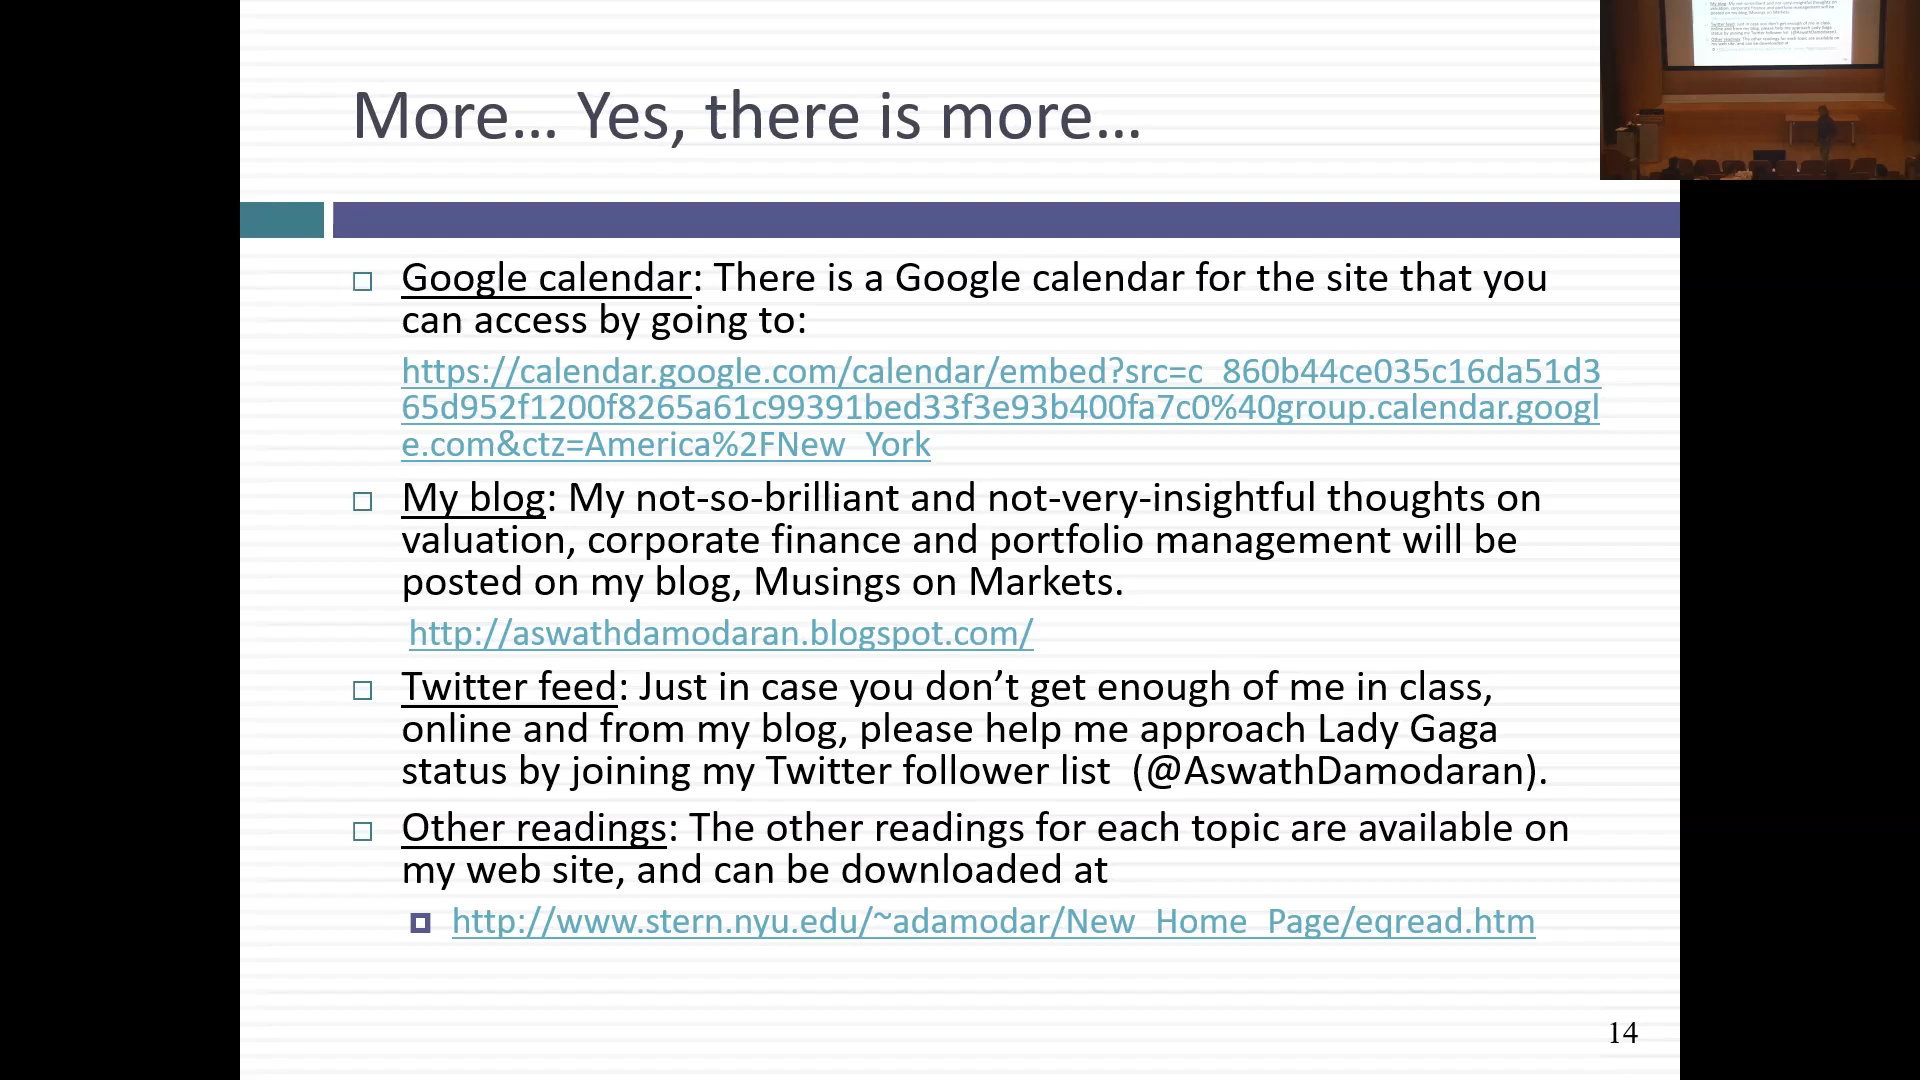 More... Yes, there is more...
Google calendar: There is a Google calendar for the site that you
can access by going to:
https://calendar.google.com/calendar/embed?src=c_860b44ce035c16da51d3
65d952f1200f8265a61c99391bed33f3e93b400fa7c0%40group.calendar.googl
e.com&ctz=America%2FNew_York
My blog: My not-so-brilliant and not-very-insightful thoughts on
valuation, corporate finance and portfolio management will be
posted on my blog, Musings on Markets.
http://aswathdamodaran.blogspot.com/
Twitter feed: Just in case you don’t get enough of me in class,
online and from my blog, please help me approach Lady Gaga
status by joining my Twitter follower list (@AswathDamodaran).
Other readings: The other readings for each topic are available on
my web site, and can be downloaded at
http://www.stern.nyu.edu/~adamodar/New_Home_Page/eqread.htm
14